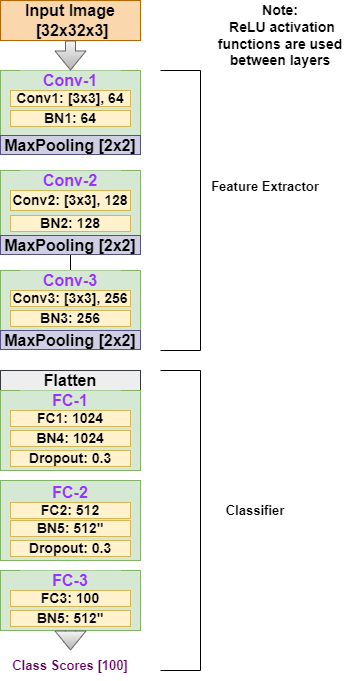 Input Image
[32x32x3]
Note:
ReLU activation
functions are used
between layers
Conv-1
Conv1: [3x3], 64
BN1: 64
MaxPooling [2x2]
Conv-2
Conv2: [3x3], 128
BN2: 128
MaxPooling [2x2]
Conv-3
Conv3: [3x3], 256
BN3: 256
MaxPooling [2x2]
Feature Extractor
Flatten
FC-1
FC1: 1024
BN4: 1024
Dropout: 0.3
FC-2
FC2: 512
BN5: 512"
Dropout: 0.3
FC-3
FC3: 100
BN5: 512"
Classifier
Class Scores [100]